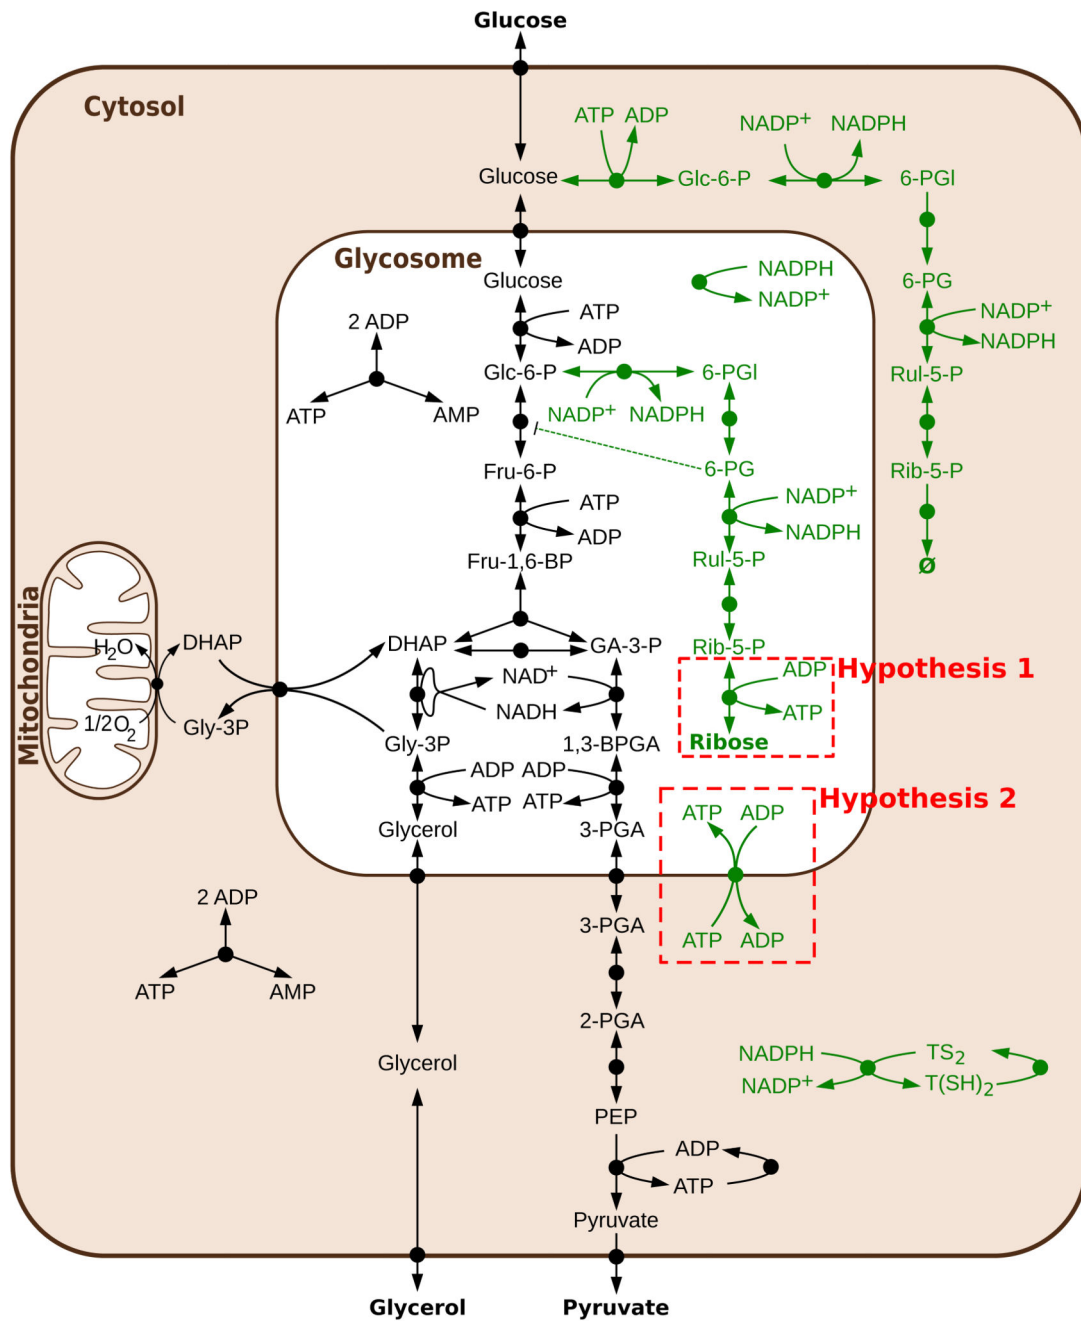 Glucose
Cytosol
ATP ADP
NADP+ NADPH
Glucose
Glc-6-P
6-PGl
Glycosome
Glucose
NADPH
NADP+
6-PG
ATP
ADP
NADP+
NADPH
2 ADP
ATP
AMP
Glc-6-P
6-PGl
NADP+ NADPH
Rul-5-P
Fru-6-P
6-PG
Rib-5-P
ATP
ADP
NADP+
NADPH
Fru-1,6-BP
Rul-5-P
Ø
Mitochondria
H2O
DHAP
DHAP
GA-3-P
Rib-5-P
Hypothesis 1
NAD+
NADH
ADP
ATP
1/2O2
Gly-3P
Gly-3P
1,3-BPGA
Ribose
ADP ADP
ATP ATP
Hypothesis 2
Glycerol
3-PGA
ATP ADP
2 ADP
ATP
AMP
3-PGA
ATP ADP
2-PGA
Glycerol
NADPH
NADP+
TS2
T(SH)2
PEP
ADP
ATP
Pyruvate
Glycerol
Pyruvate